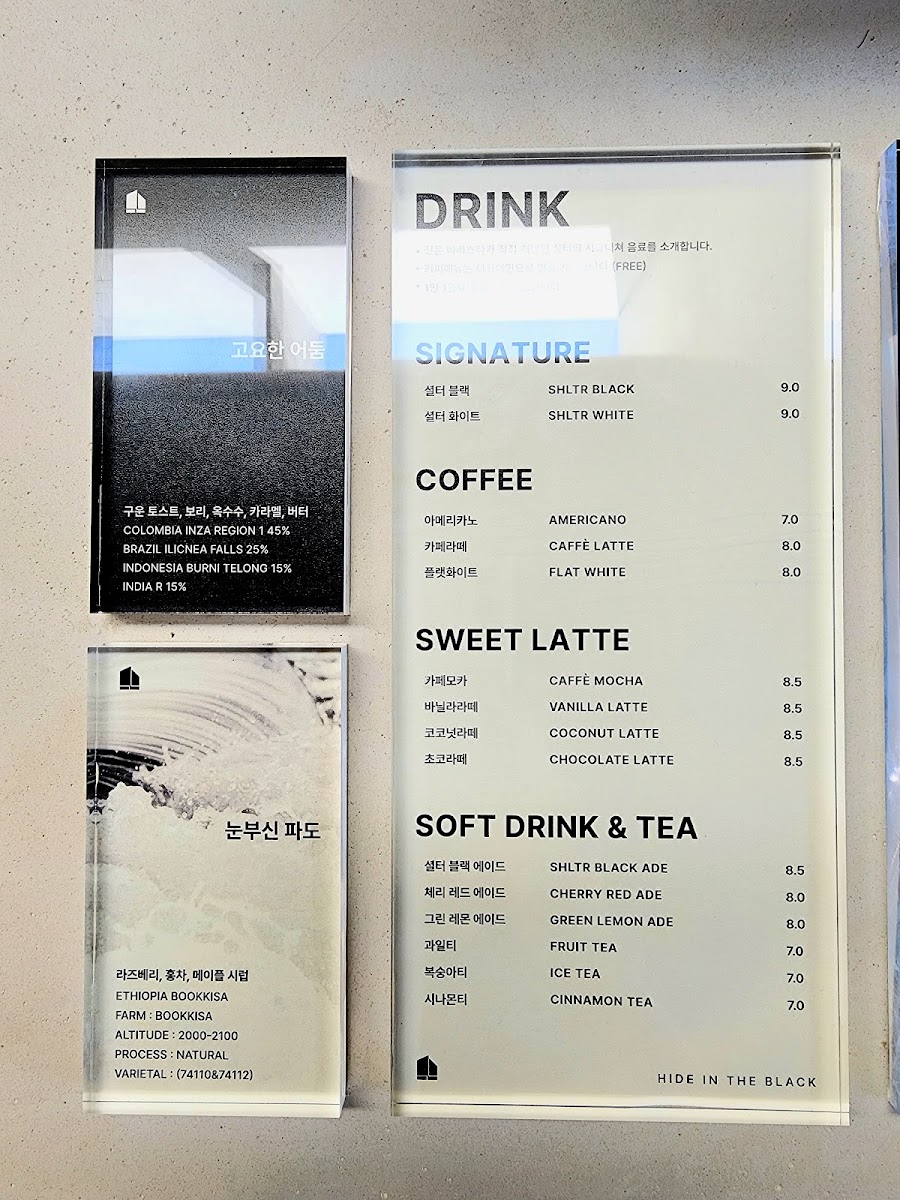 고요한 어둠
구운 토스트, 보리, 옥수수, 카라멜, 버터
COLOMBIA INZA REGION 1 45%
BRAZIL ILICNEA FALLS 25%
INDONESIA BURNI TELONG 15%
INDIA R 15%
눈부신 파도
라즈베리, 홍차, 메이플 시럽
ETHIOPIA BOOKKISA
FARM : BOOKKISA
ALTITUDE : 2000-2100
PROCESS : NATURAL
VARIETAL : (74110&74112)
DRINK
음료를 소개합니다.
(FREE)
SIGNATURE
셜터 블랙 SHLTR BLACK 9.0
셜터 화이트 SHLTR WHITE 9.0
COFFEE
아메리카노 AMERICANO 7.0
카페라떼 CAFFÈ LATTE 8.0
플랫화이트 FLAT WHITE 8.0
SWEET LATTE
카페모카 CAFFÈ MOCHA 8.5
바닐라라떼 VANILLA LATTE 8.5
코코넛라떼 COCONUT LATTE 8.5
초코라떼 CHOCOLATE LATTE 8.5
SOFT DRINK & TEA
셜터 블랙 에이드 SHLTR BLACK ADE 8.5
체리 레드 에이드 CHERRY RED ADE 8.0
그린 레몬 에이드 GREEN LEMON ADE 8.0
과일티 FRUIT TEA 7.0
복숭아티 ICE TEA 7.0
시나몬티 CINNAMON TEA 7.0
HIDE IN THE BLACK